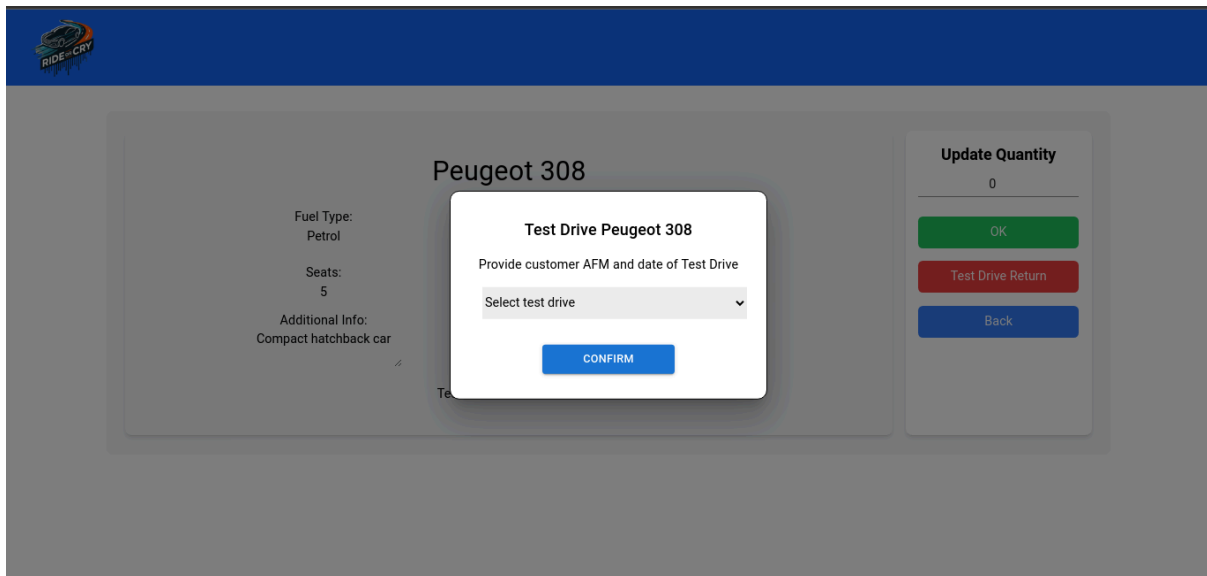 RIDE OR CRY
Peugeot 308
Fuel Type:
Petrol
Seats:
5
Additional Info:
Compact hatchback car
Te
Test Drive Peugeot 308
Provide customer AFM and date of Test Drive
Select test drive
CONFIRM
Update Quantity
0
OK
Test Drive Return
Back